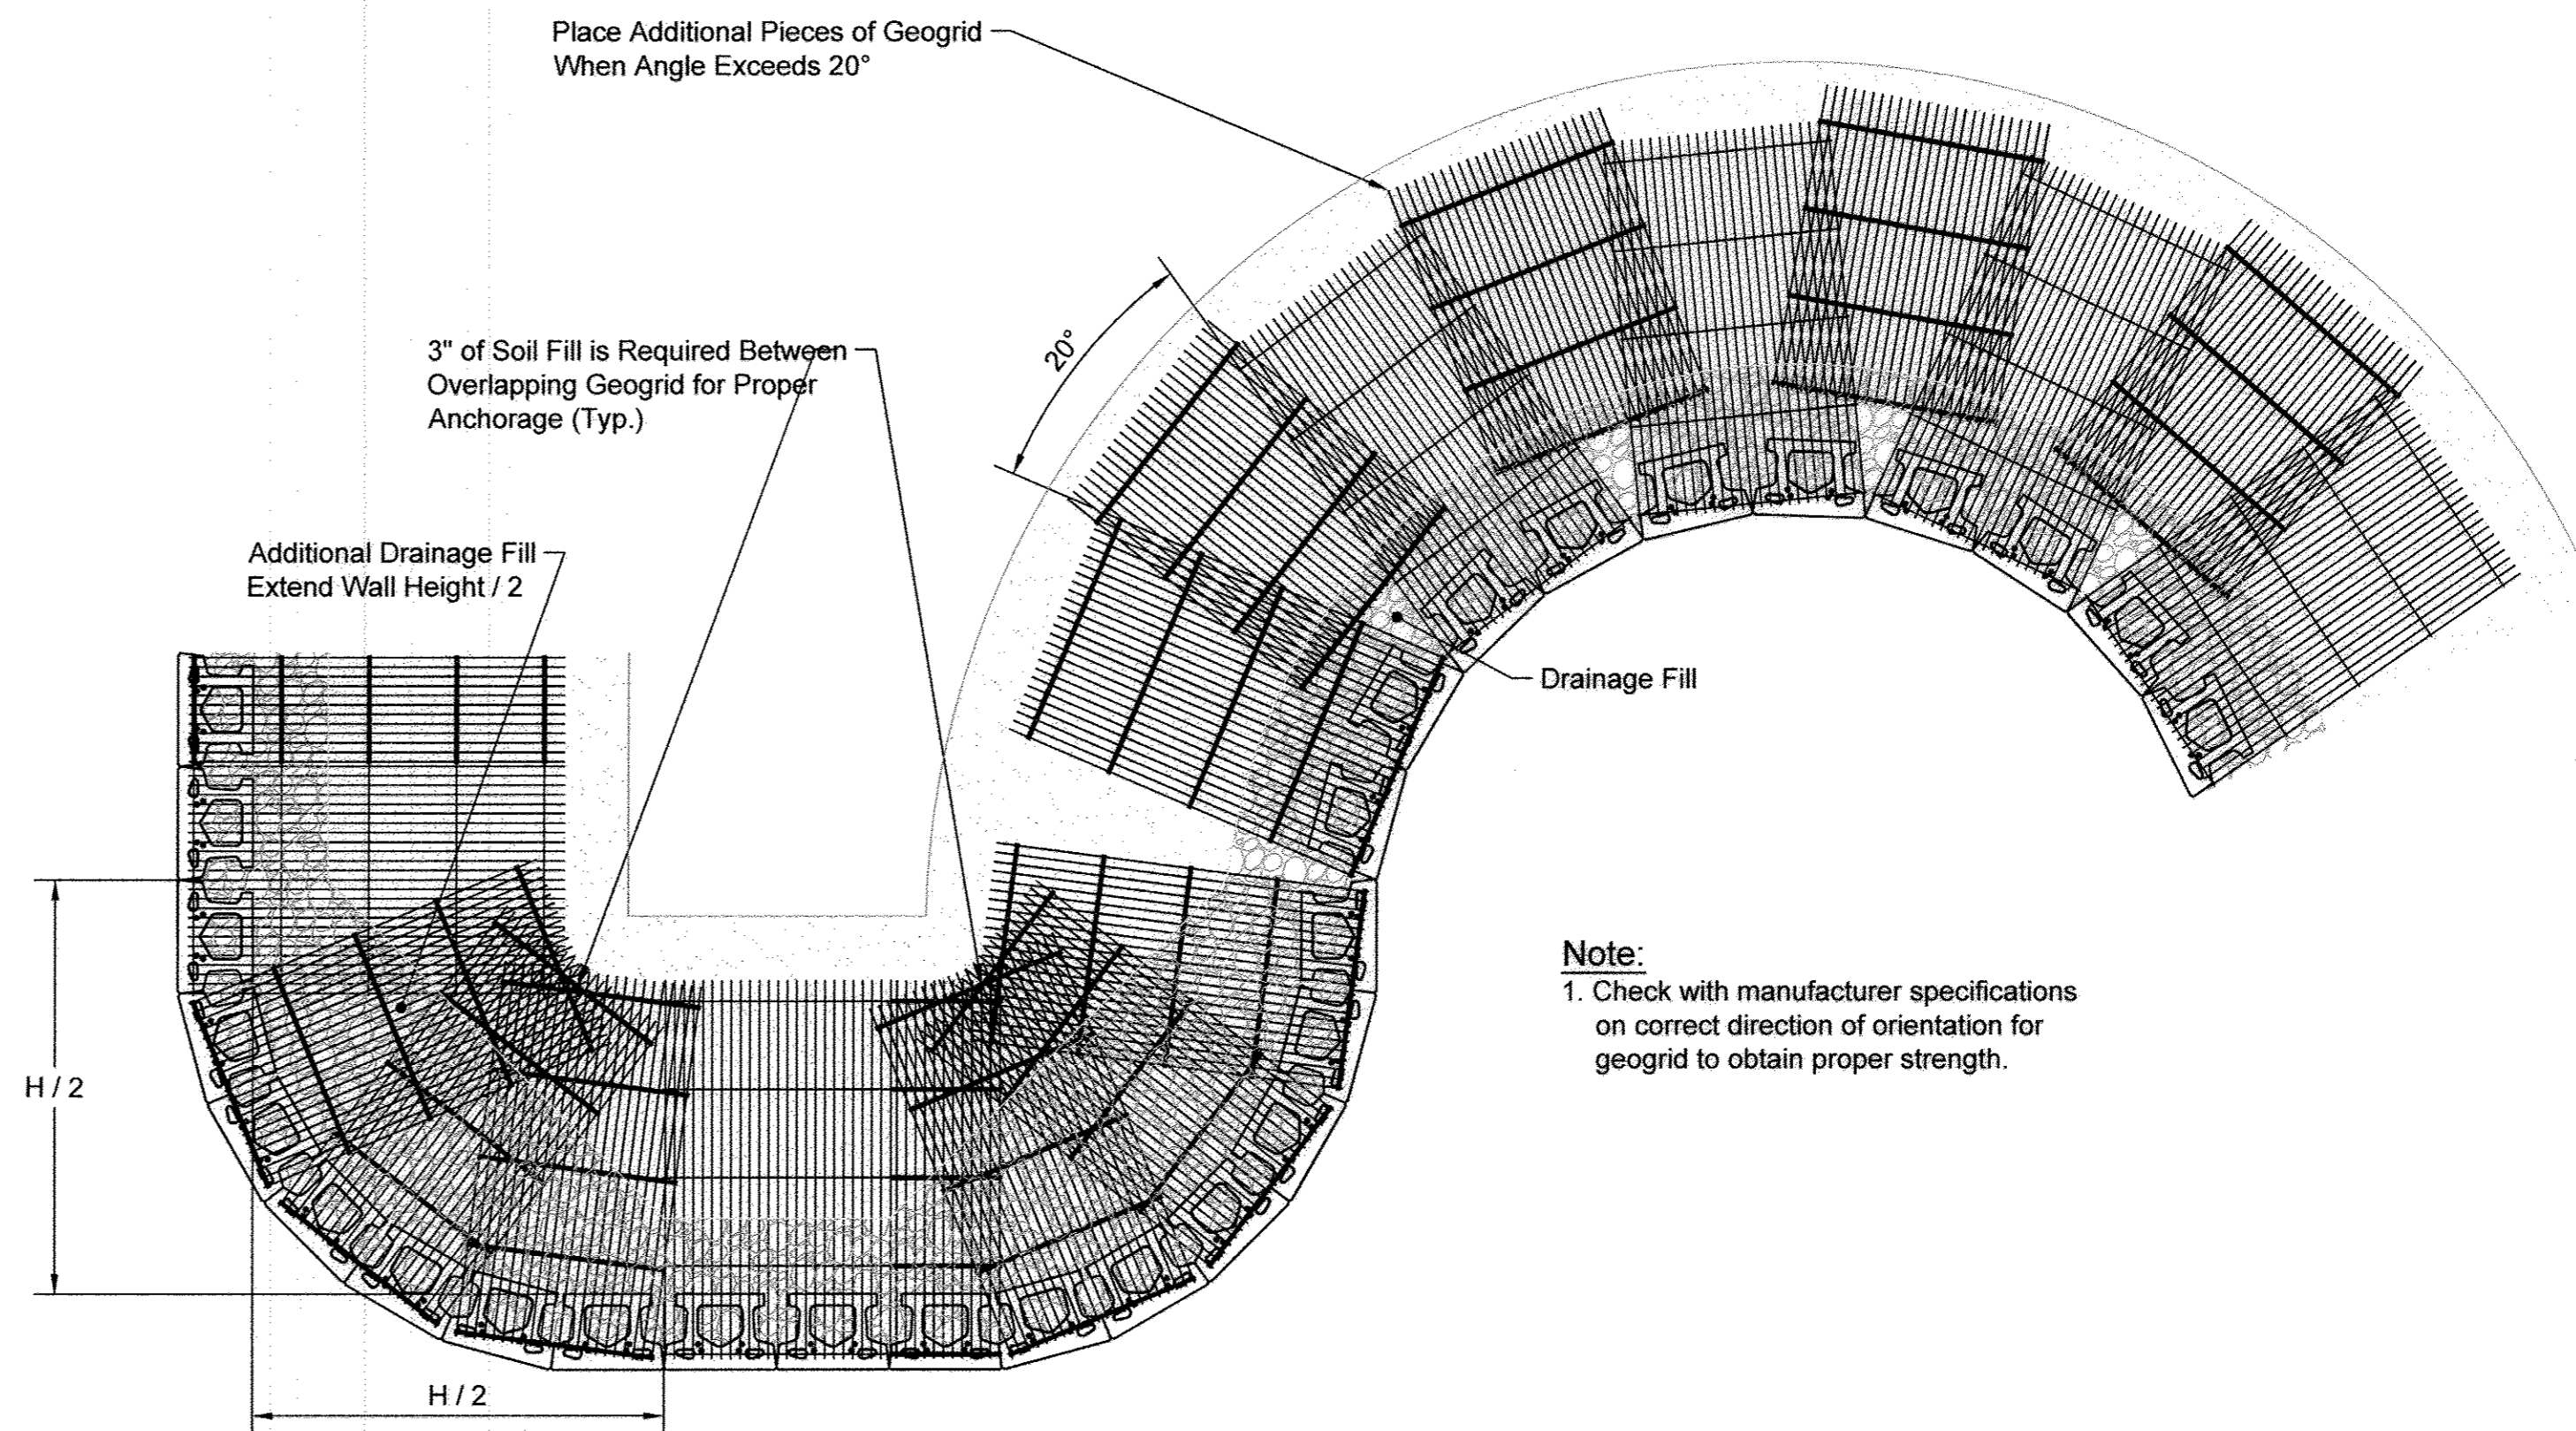 Place Additional Pieces of Geogrid
When Angle Exceeds 20°
20°
3" of Soil Fill is Required Between
Overlapping Geogrid for Proper
Anchorage (Typ.)
Additional Drainage Fill
Extend Wall Height / 2
Drainage Fill
Note:
1. Check with manufacturer specifications
on correct direction of orientation for
geogrid to obtain proper strength.
H / 2
H / 2